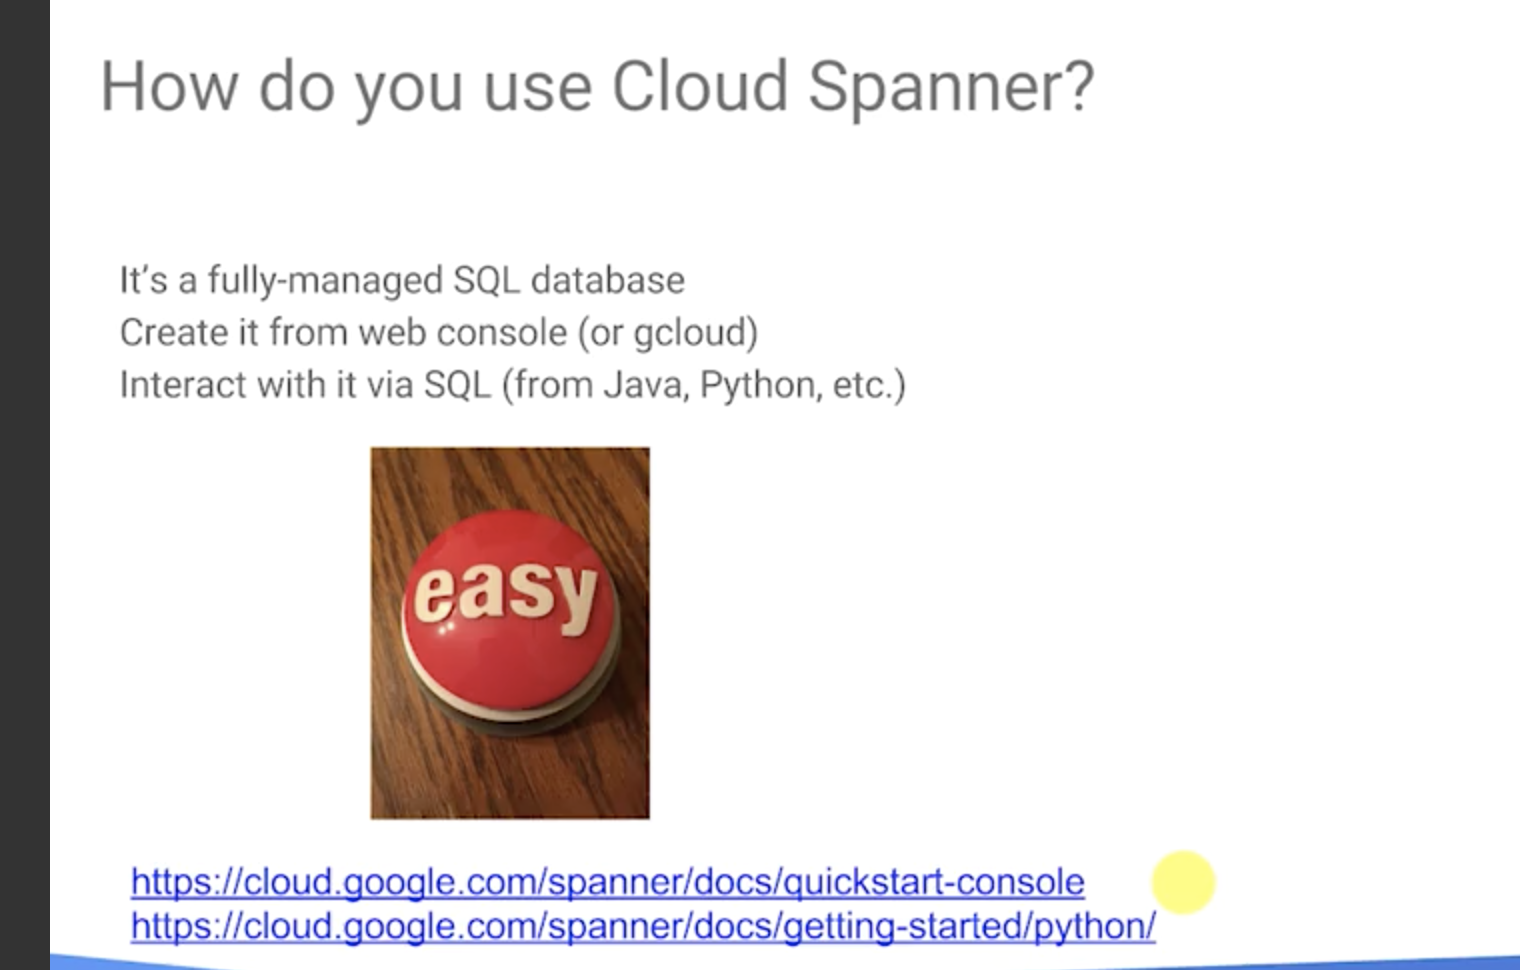 How do you use Cloud Spanner?
It’s a fully-managed SQL database
Create it from web console (or gcloud)
Interact with it via SQL (from Java, Python, etc.)
easy
https://cloud.google.com/spanner/docs/quickstart-console
https://cloud.google.com/spanner/docs/getting-started/python/